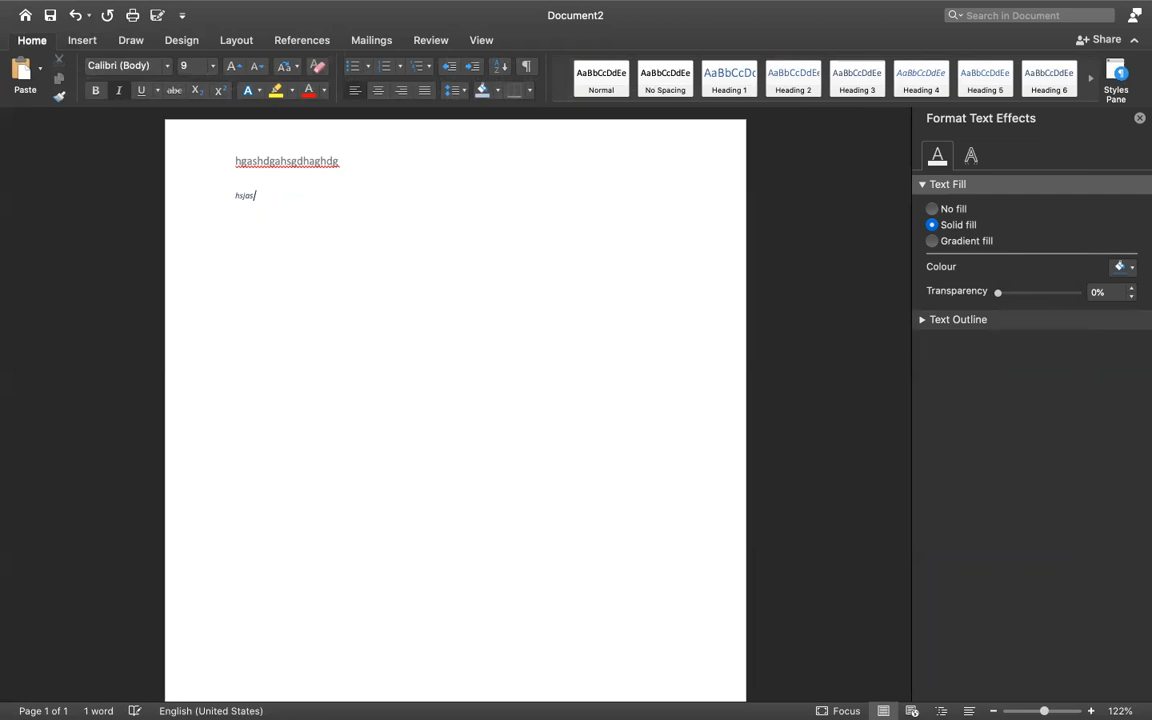 Document2
Search in Document
Home Insert Draw Design Layout References Mailings Review View
Share
Paste
Calibri (Body) 9
AaBbCcDdEe AaBbCcDdEe AaBbCcDc AaBbCcDdEe AaBbCcDdEe AaBbCcDdEe AaBbCcDdEe AaBbCcDdEe
Normal No Spacing Heading 1 Heading 2 Heading 3 Heading 4 Heading 5 Heading 6
Styles
Pane
Format Text Effects
hgashdgahsgdhaghdg
hsjas
Text Fill
No fill
Solid fill
Gradient fill
Colour
Transparency 0%
Text Outline
Page 1 of 1 1 word English (United States) Focus 122%